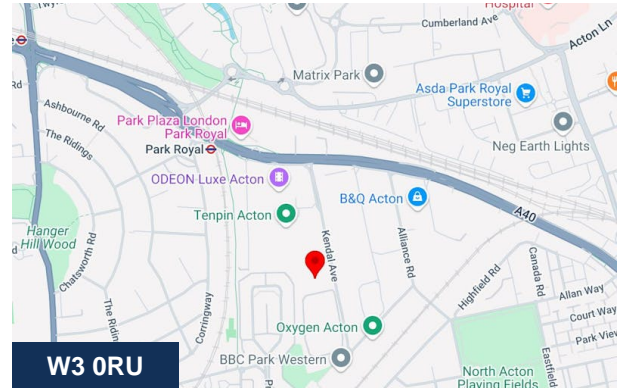 Hospital
Cumberland Ave
Acton Ln
Matrix Park
Asda Park Royal
Superstore
Rd
Ashbourne Rd
The Ridings
Park Plaza London
Park Royal
Park Royal
Neg Earth Lights
ODEON Luxe Acton
B&Q Acton
Tenpin Acton
A40
Hanger
Hill Wood
Chatsworth Rd
Kendal Ave
Alliance Rd
Highfield Rd
Canada Rd
The Ridings
Corringway
Allan Way
Court Way
Park View
Oxygen Acton
BBC Park Western
North Acton
Playing Fields
Eastfield
W3 0RU